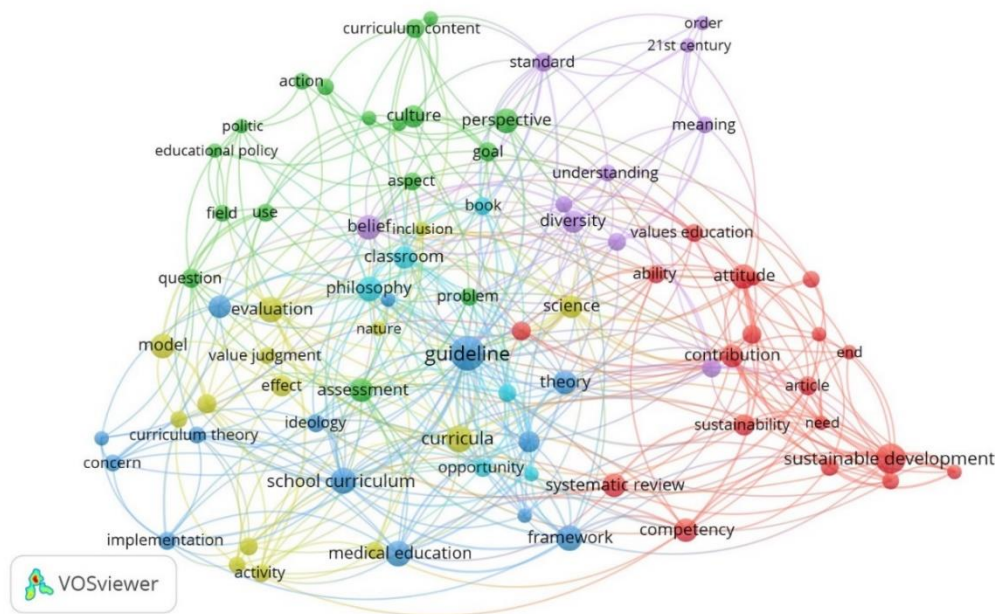 curriculum content
order
21st century
standard
action
culture
perspective
politic
meaning
educational policy
goal
understanding
aspect
book
field
use
belief
inclusion
diversity
values education
classroom
question
ability
attitude
philosophy
problem
evaluation
science
nature
model
value judgment
guideline
contribution
end
effect
assessment
theory
article
ideology
curriculum theory
curricula
sustainability
need
concern
school curriculum
opportunity
sustainable development
systematic review
implementation
medical education
framework
competency
activity
VOSviewer